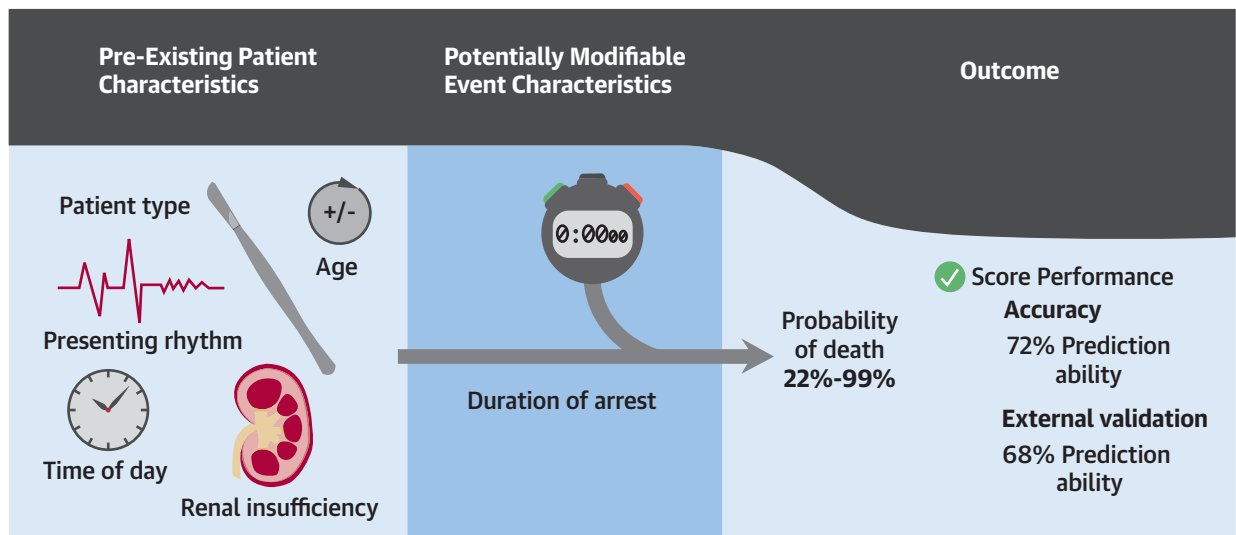 Pre-Existing Patient
Characteristics
Potentially Modifiable
Event Characteristics
Outcome
Patient type
+/-
Age
Presenting rhythm
Time of day
Renal insufficiency
0:0000
Duration of arrest
Probability
of death
22%-99%
Score Performance
Accuracy
72% Prediction
ability
External validation
68% Prediction
ability